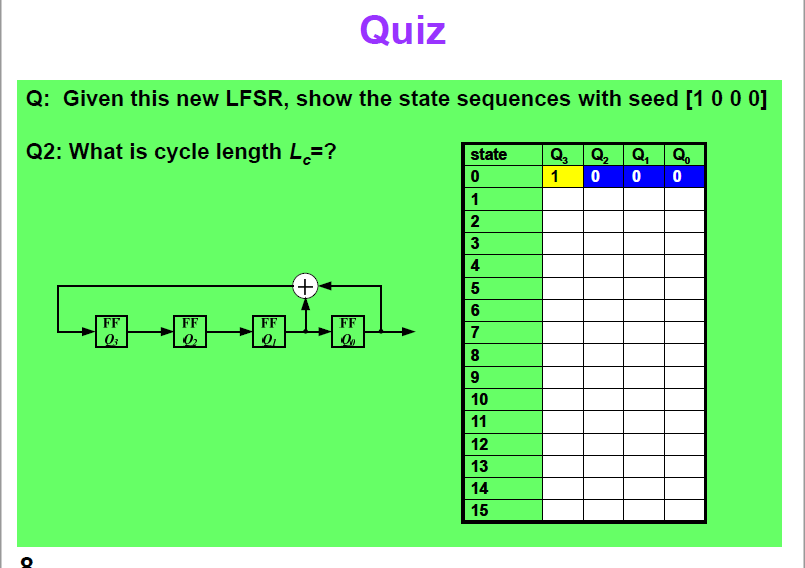 Quiz
Q: Given this new LFSR, show the state sequences with seed [1 0 0 0]
Q2: What is cycle length Lc=?
state Q3 Q2 Q1 Q0
0 1 0 0 0
1
2
3
4
5
6
7
8
9
10
11
12
13
14
15
+
FF FF FF FF
Q3 Q2 Q1 Q0
8